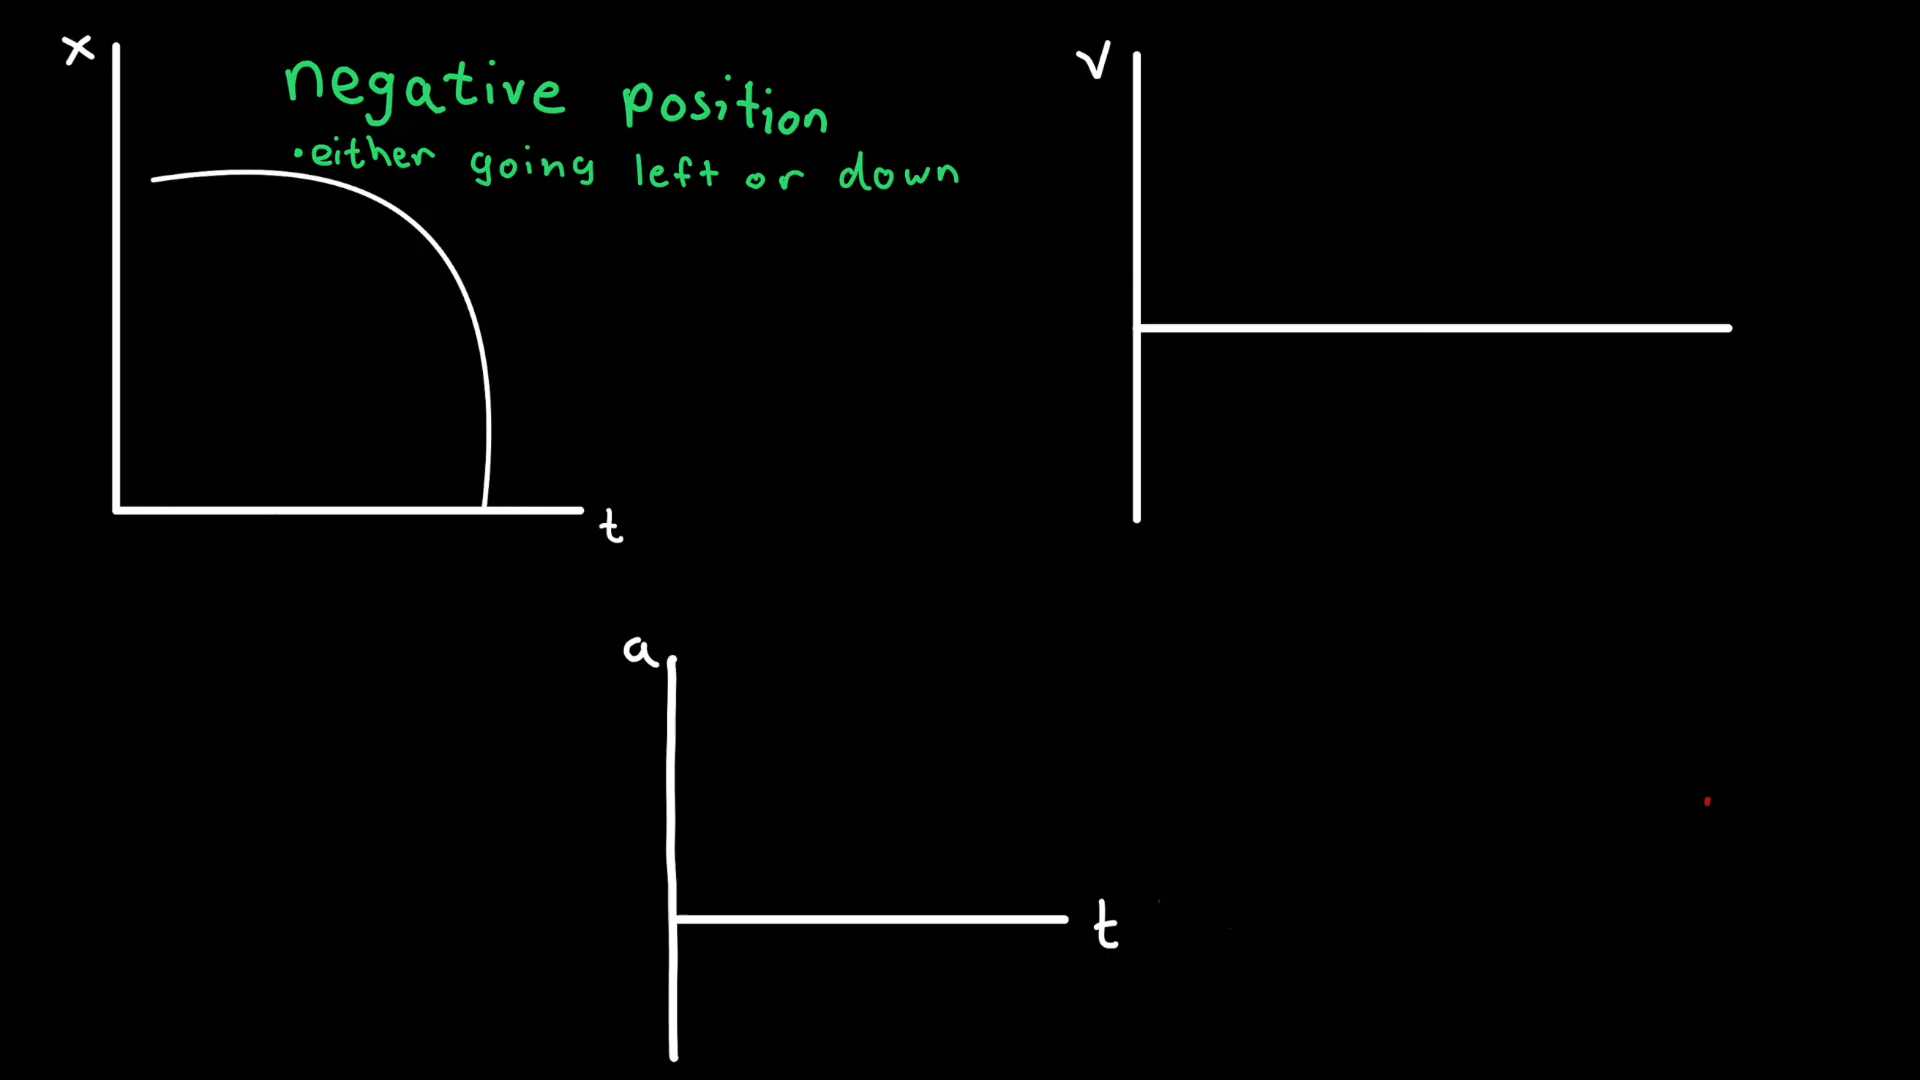 x
negative position
•either going left or down
t
v
a
t